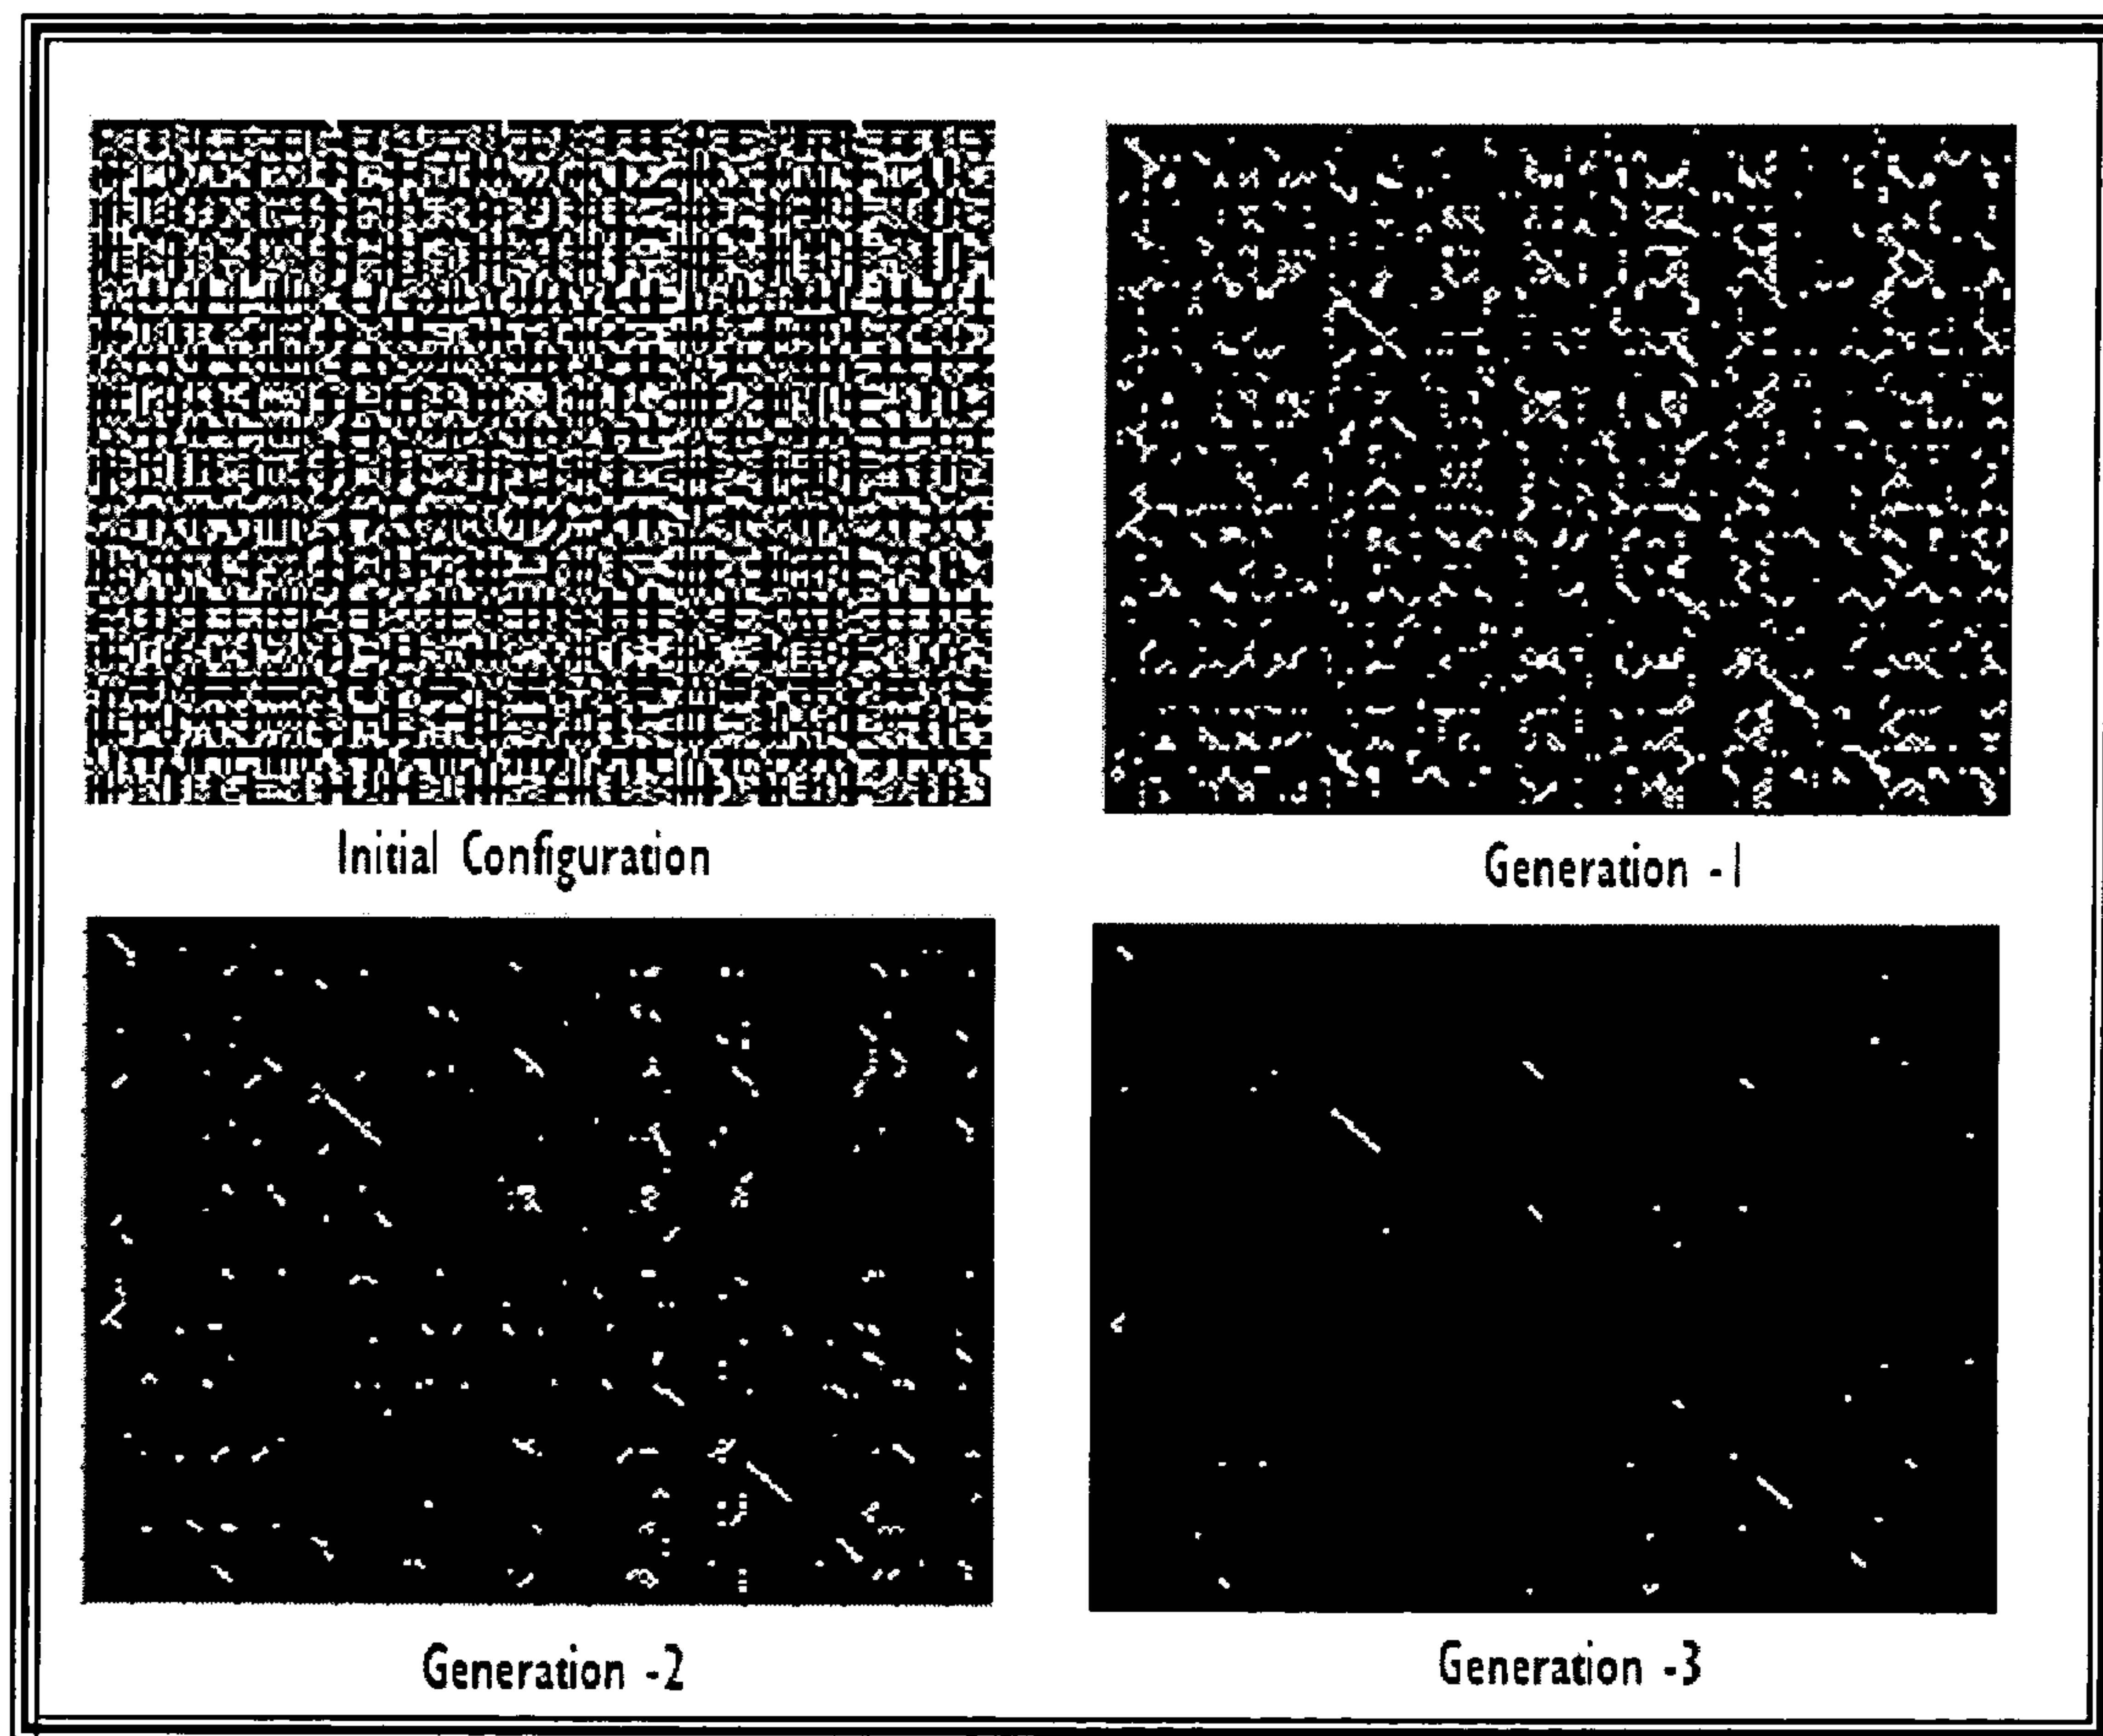 Initial Configuration
Generation -1
Generation -2
Generation -3